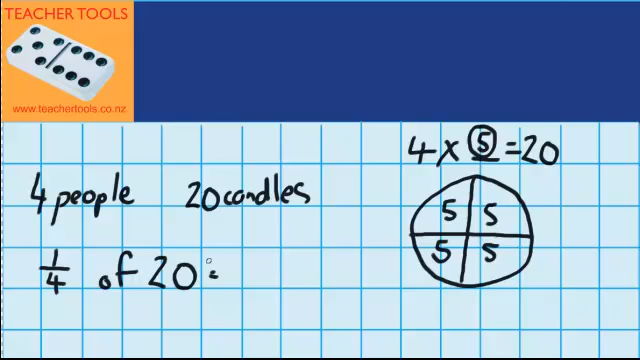 TEACHER TOOLS
www.teachertools.co.nz
4 x 5 = 20
4 people 20 candles
5 5
5 5
1/4 of 20 =